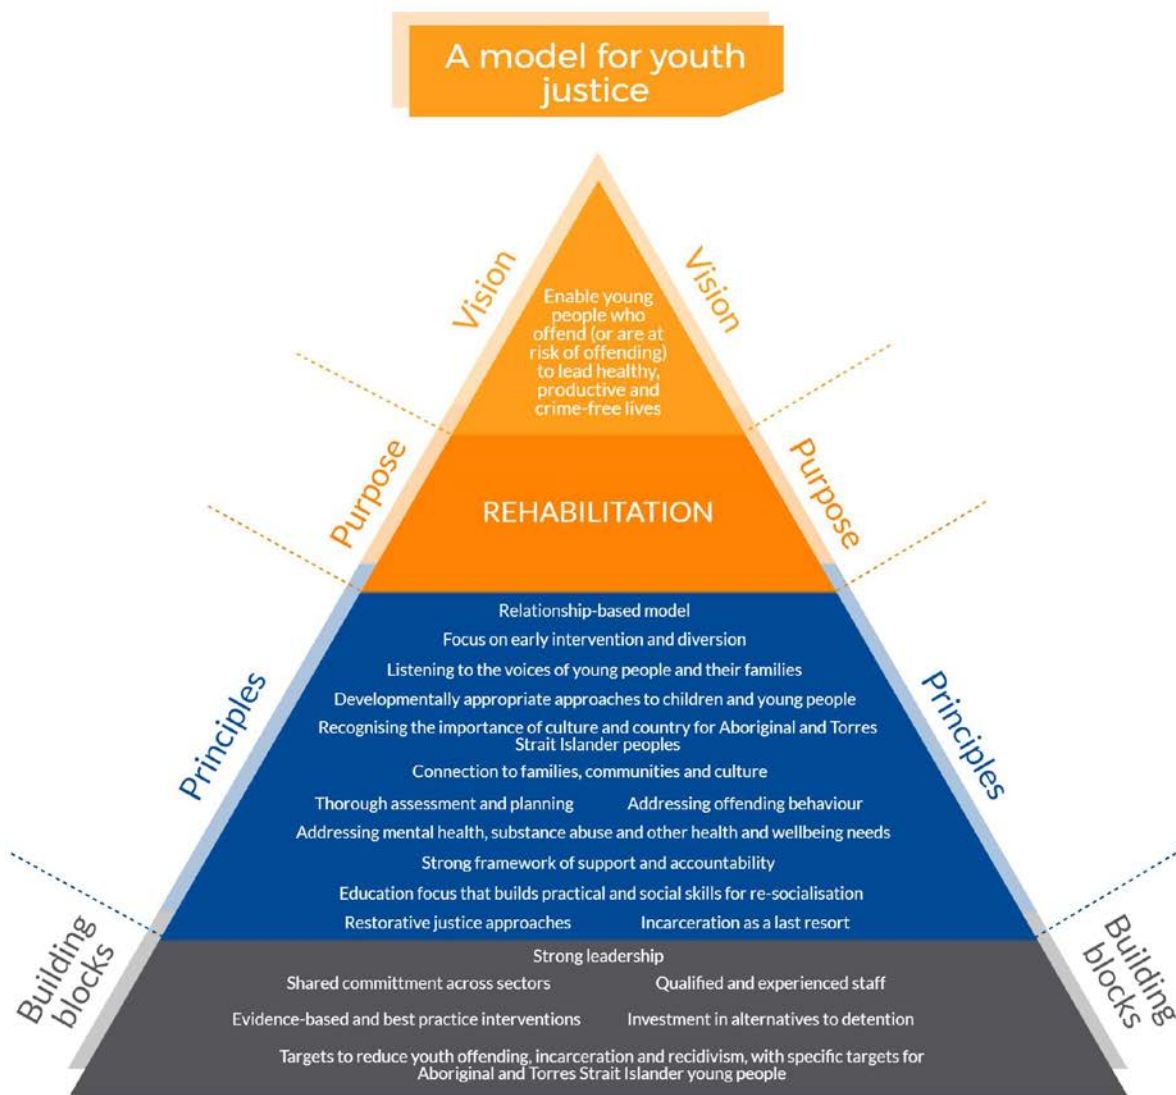 A model for youth
justice
Vision
Vision
Enable young
people who
offend (or are at
risk of offending)
to lead healthy,
productive and
crime-free lives
Purpose
Purpose
REHABILITATION
Principles
Principles
Relationship-based model
Focus on early intervention and diversion
Listening to the voices of young people and their families
Developmentally appropriate approaches to children and young people
Recognising the importance of culture and country for Aboriginal and Torres
Strait Islander peoples
Connection to families, communities and culture
Thorough assessment and planning
Addressing offending behaviour
Addressing mental health, substance abuse and other health and wellbeing needs
Strong framework of support and accountability
Education focus that builds practical and social skills for re-socialisation
Restorative justice approaches
Incarceration as a last resort
Building
blocks
Building
blocks
Strong leadership
Shared committment across sectors
Qualified and experienced staff
Evidence-based and best practice interventions
Investment in alternatives to detention
Targets to reduce youth offending, incarceration and recidivism, with specific targets for
Aboriginal and Torres Strait Islander young people